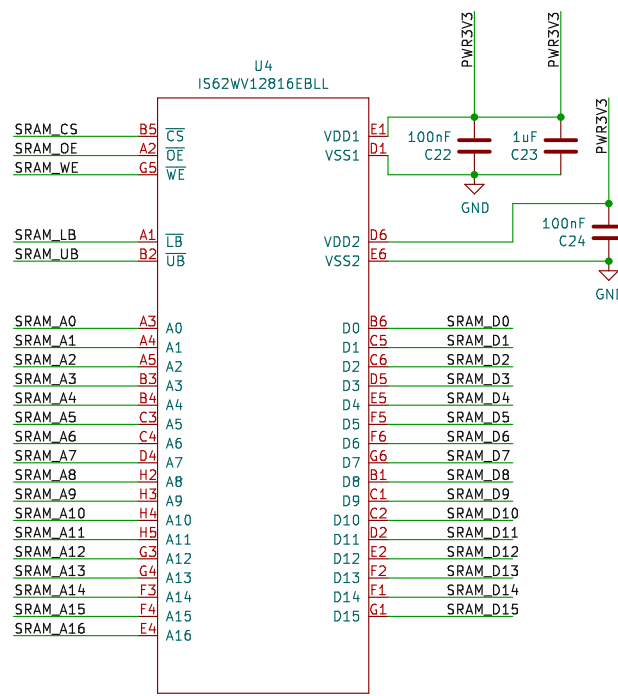 PWR3V3 PWR3V3
U4
IS62WV12816EBLL
PWR3V3
SRAM_CS B5 CS VDD1 E1 100nF 1uF
SRAM_OE A2 OE VSS1 D1 C22 C23
SRAM_WE G5 WE
GND
SRAM_LB A1 LB VDD2 D6 100nF
SRAM_UB B2 UB VSS2 E6 C24
GND
SRAM_A0 A3 A0 D0 B6 SRAM_D0
SRAM_A1 A4 A1 D1 C5 SRAM_D1
SRAM_A2 A5 A2 D2 C6 SRAM_D2
SRAM_A3 B3 A3 D3 D5 SRAM_D3
SRAM_A4 B4 A4 D4 E5 SRAM_D4
SRAM_A5 C3 A5 D5 F5 SRAM_D5
SRAM_A6 C4 A6 D6 F6 SRAM_D6
SRAM_A7 D4 A7 D7 G6 SRAM_D7
SRAM_A8 H2 A8 D8 B1 SRAM_D8
SRAM_A9 H3 A9 D9 C1 SRAM_D9
SRAM_A10 H4 A10 D10 C2 SRAM_D10
SRAM_A11 H5 A11 D11 D2 SRAM_D11
SRAM_A12 G3 A12 D12 E2 SRAM_D12
SRAM_A13 G4 A13 D13 F2 SRAM_D13
SRAM_A14 F3 A14 D14 F1 SRAM_D14
SRAM_A15 F4 A15 D15 G1 SRAM_D15
SRAM_A16 E4 A16